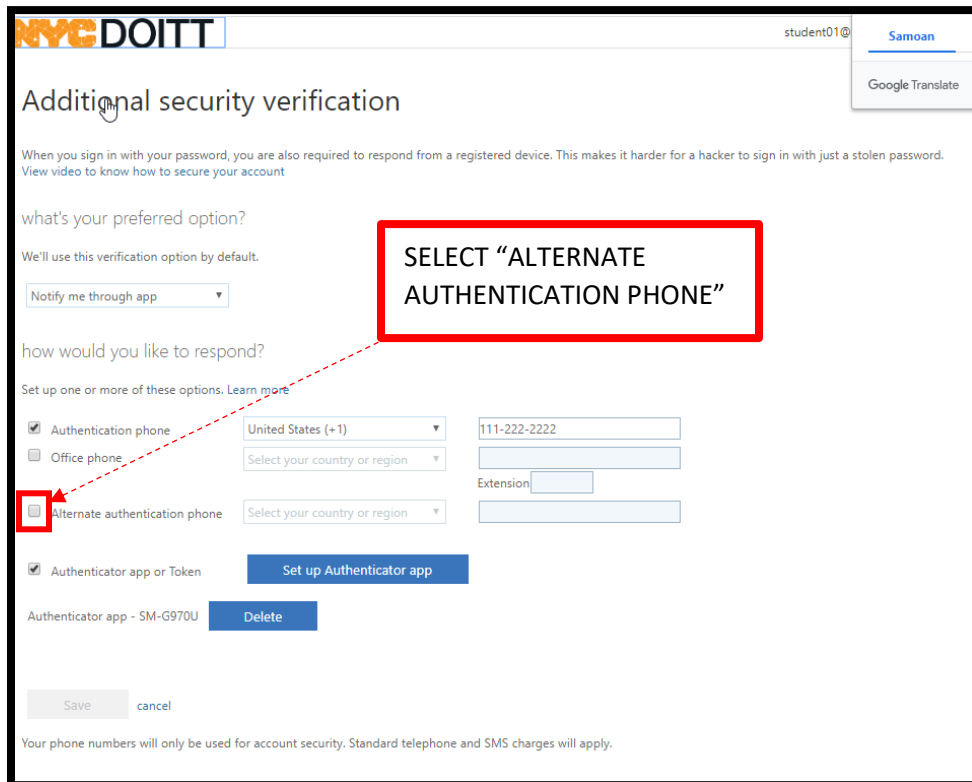 NYC DOITT
student01@
Samoan
Google Translate
Additional security verification
When you sign in with your password, you are also required to respond from a registered device. This makes it harder for a hacker to sign in with just a stolen password.
View video to know how to secure your account
what's your preferred option?
We'll use this verification option by default.
Notify me through app
SELECT “ALTERNATE
AUTHENTICATION PHONE”
how would you like to respond?
Set up one or more of these options. Learn more
Authentication phone United States (+1) 111-222-2222
Office phone Select your country or region
Extension
Alternate authentication phone Select your country or region
Authenticator app or Token Set up Authenticator app
Authenticator app - SM-G970U Delete
Save cancel
Your phone numbers will only be used for account security. Standard telephone and SMS charges will apply.